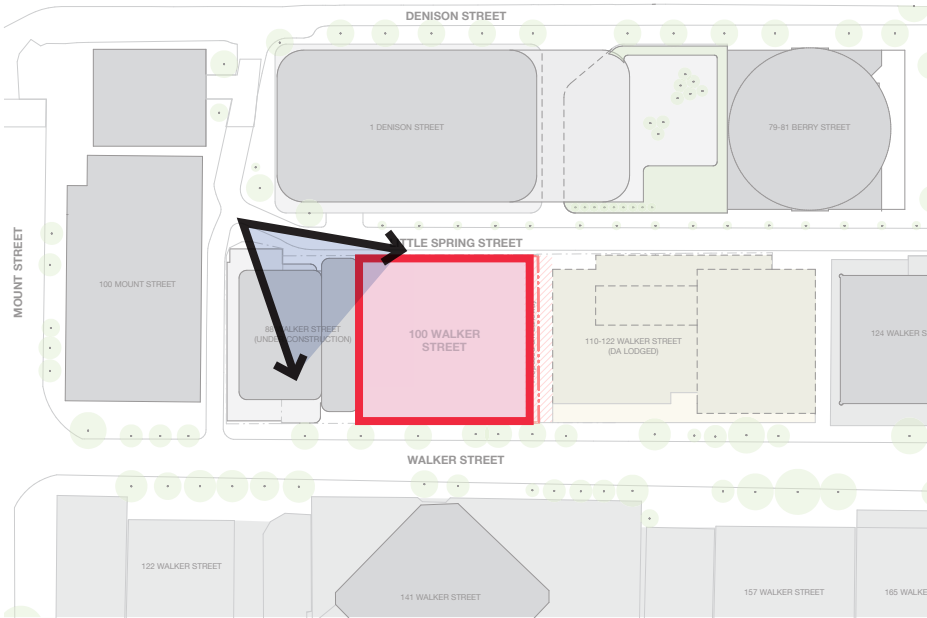 DENISON STREET
1 DENISON STREET
79-81 BERRY STREET
TTLE SPRING STREET
MOUNT STREET
100 MOUNT STREET
88 WALKER STREET
(UNDER CONSTRUCTION)
100 WALKER
STREET
110-122 WALKER STREET
(DA LODGED)
124 WALKER S
WALKER STREET
122 WALKER STREET
141 WALKER STREET
157 WALKER STREET
165 WALKE